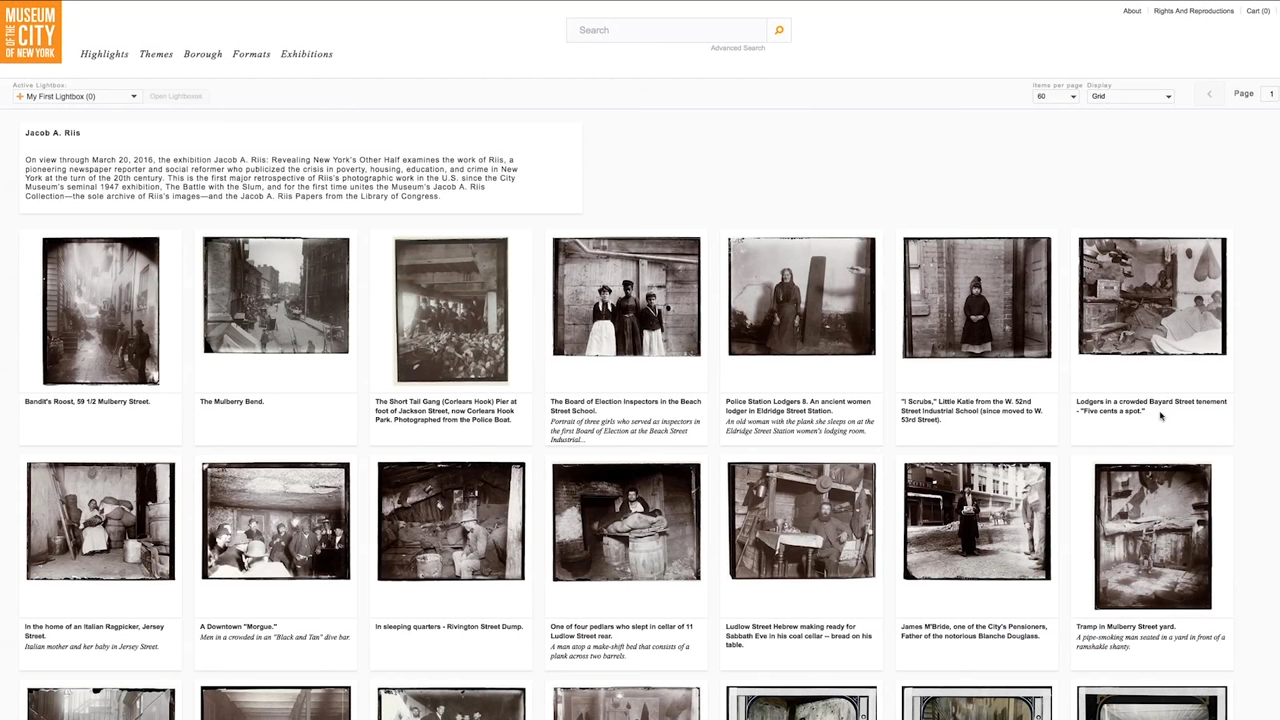 MUSEUM
OF THE CITY
OF NEW YORK
About
Rights And Reproductions
Cart (0)
Search
Advanced Search
Highlights
Themes
Borough
Formats
Exhibitions
Active Lightbox:
My First Lightbox (0)
Open Lightboxes
Items per page
60
Display
Grid
Page
1
Jacob A. Riis
On view through March 20, 2016, the exhibition Jacob A. Riis: Revealing New York's Other Half examines the work of Riis, a
pioneering newspaper reporter and social reformer who publicized the crisis in poverty, housing, education, and crime in New
York at the turn of the 20th century. This is the first major retrospective of Riis's photographic work in the U.S. since the City
Museum's seminal 1947 exhibition, The Battle with the Slum, and for the first time unites the Museum's Jacob A. Riis
Collection—the sole archive of Riis's images—and the Jacob A. Riis Papers from the Library of Congress.
Bandit's Roost, 59 1/2 Mulberry Street.
The Mulberry Bend.
The Short Tail Gang (Corlears Hook) Pier at
foot of Jackson Street, now Corlears Hook
Park. Photographed from the Police Boat.
The Board of Election Inspectors in the Beach
Street School.
Portrait of three girls who served as inspectors in
the first Board of Election at the Beach Street
Industrial...
Police Station Lodgers 8. An ancient women
lodger in Eldridge Street Station.
An old woman with the plank she sleeps on at the
Eldridge Street Station women's lodging room.
"I Scrubs," Little Katie from the W. 52nd
Street Industrial School (since moved to W.
53rd Street).
Lodgers in a crowded Bayard Street tenement
- "Five cents a spot."
In the home of an Italian Ragpicker, Jersey
Street.
Italian mother and her baby in Jersey Street.
A Downtown "Morgue."
Men in a crowded in an "Black and Tan" dive bar.
In sleeping quarters - Rivington Street Dump.
One of four pedlars who slept in cellar of 11
Ludlow Street rear.
A man atop a make-shift bed that consists of a
plank across two barrels.
Ludlow Street Hebrew making ready for
Sabbath Eve in his coal cellar -- bread on his
table.
James M'Bride, one of the City's Pensioners,
Father of the notorious Blanche Douglass.
Tramp in Mulberry Street yard.
A pipe-smoking man seated in a yard in front of a
ramshakle shanty.